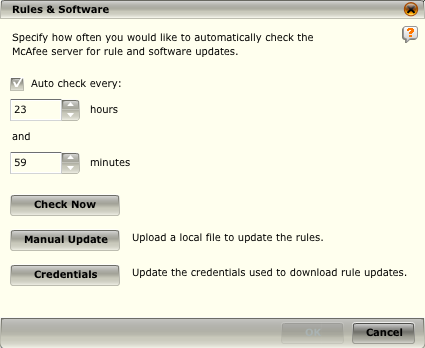 Rules & Software
Specify how often you would like to automatically check the
McAfee server for rule and software updates.
?
Auto check every:
23 hours
and
59 minutes
Check Now
Manual Update Upload a local file to update the rules.
Credentials Update the credentials used to download rule updates.
OK Cancel